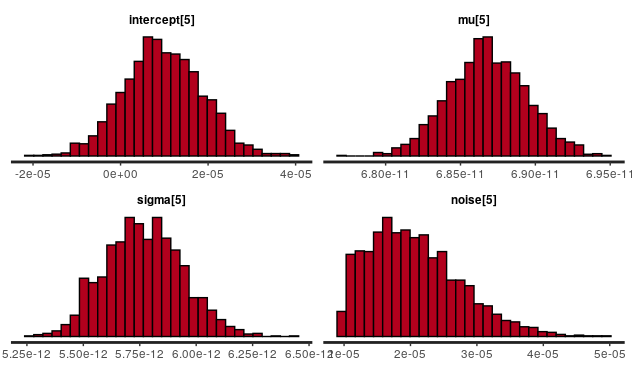 intercept[5]
mu[5]
-2e-05 0e+00 2e-05 4e-05
6.80e-11 6.85e-11 6.90e-11 6.95e-11
sigma[5]
noise[5]
5.25e-12 5.50e-12 5.75e-12 6.00e-12 6.25e-12 6.50e-12
1e-05 2e-05 3e-05 4e-05 5e-05